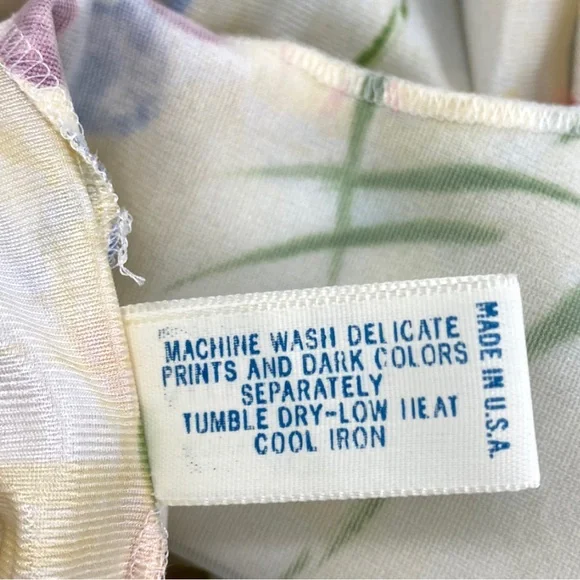 MACHINE WASH DELICATE
PRINTS AND DARK COLORS
SEPARATELY
TUMBLE DRY-LOW HEAT
COOL IRON
MADE IN U.S.A.